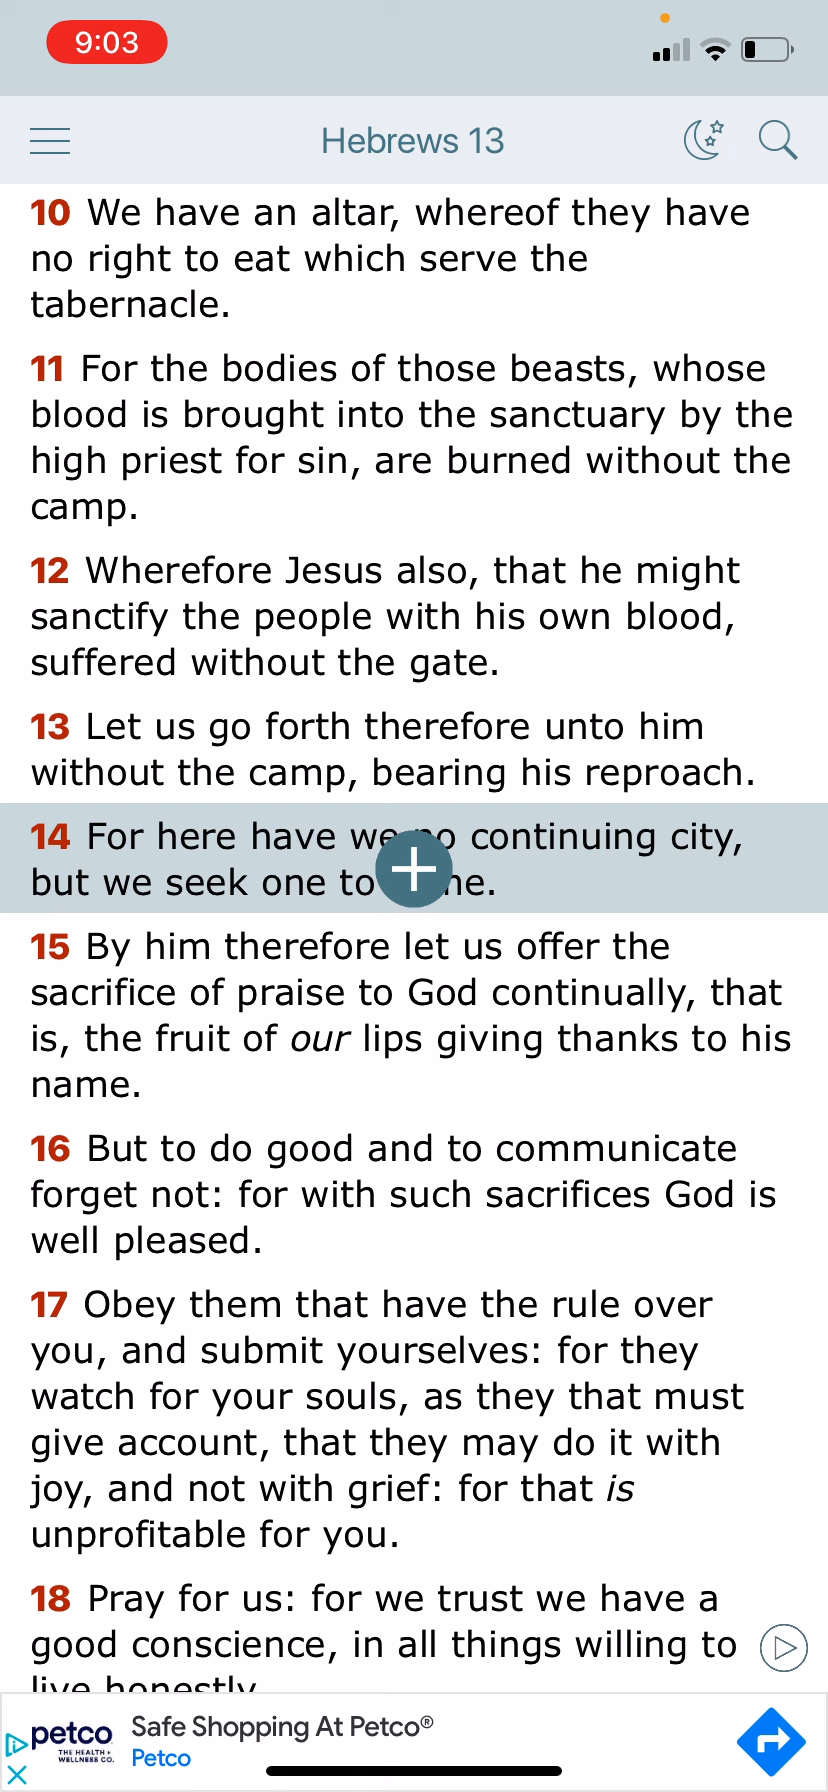 9:03
Hebrews 13
10 We have an altar, whereof they have
no right to eat which serve the
tabernacle.
11 For the bodies of those beasts, whose
blood is brought into the sanctuary by the
high priest for sin, are burned without the
camp.
12 Wherefore Jesus also, that he might
sanctify the people with his own blood,
suffered without the gate.
13 Let us go forth therefore unto him
without the camp, bearing his reproach.
14 For here have we no continuing city,
but we seek one to
15 By him therefore let us offer the
sacrifice of praise to God continually, that
is, the fruit of our lips giving thanks to his
name.
16 But to do good and to communicate
forget not: for with such sacrifices God is
well pleased.
17 Obey them that have the rule over
you, and submit yourselves: for they
watch for your souls, as they that must
give account, that they may do it with
joy, and not with grief: for that is
unprofitable for you.
18 Pray for us: for we trust we have a
good conscience, in all things willing to
live honestly
petco
THE HEALTH +
WELLNESS CO.
Safe Shopping At Petco®
Petco